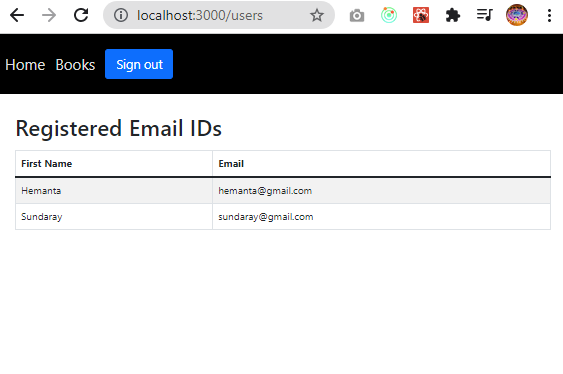 localhost:3000/users
Home Books Sign out
Registered Email IDs
First Name Email
Hemanta hemanta@gmail.com
Sundaray sundaray@gmail.com